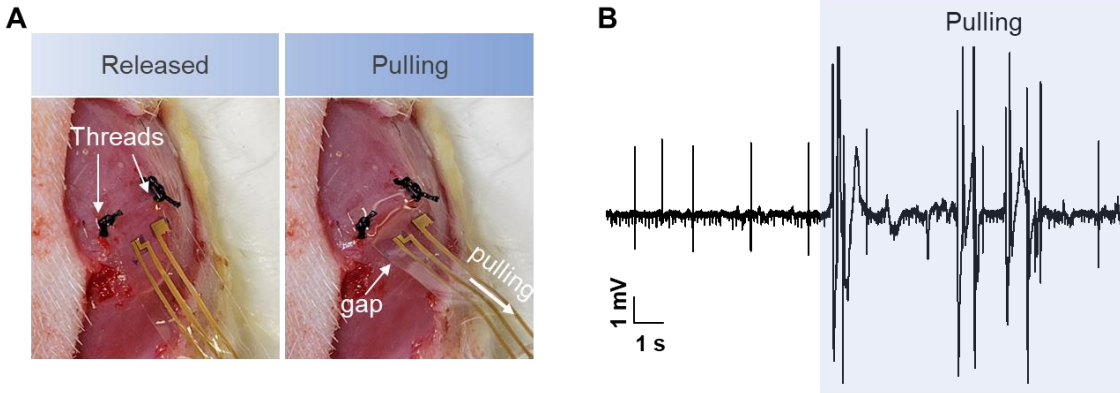 A
Released
Pulling
Threads
gap
pulling
B
Pulling
1 mV
1 s